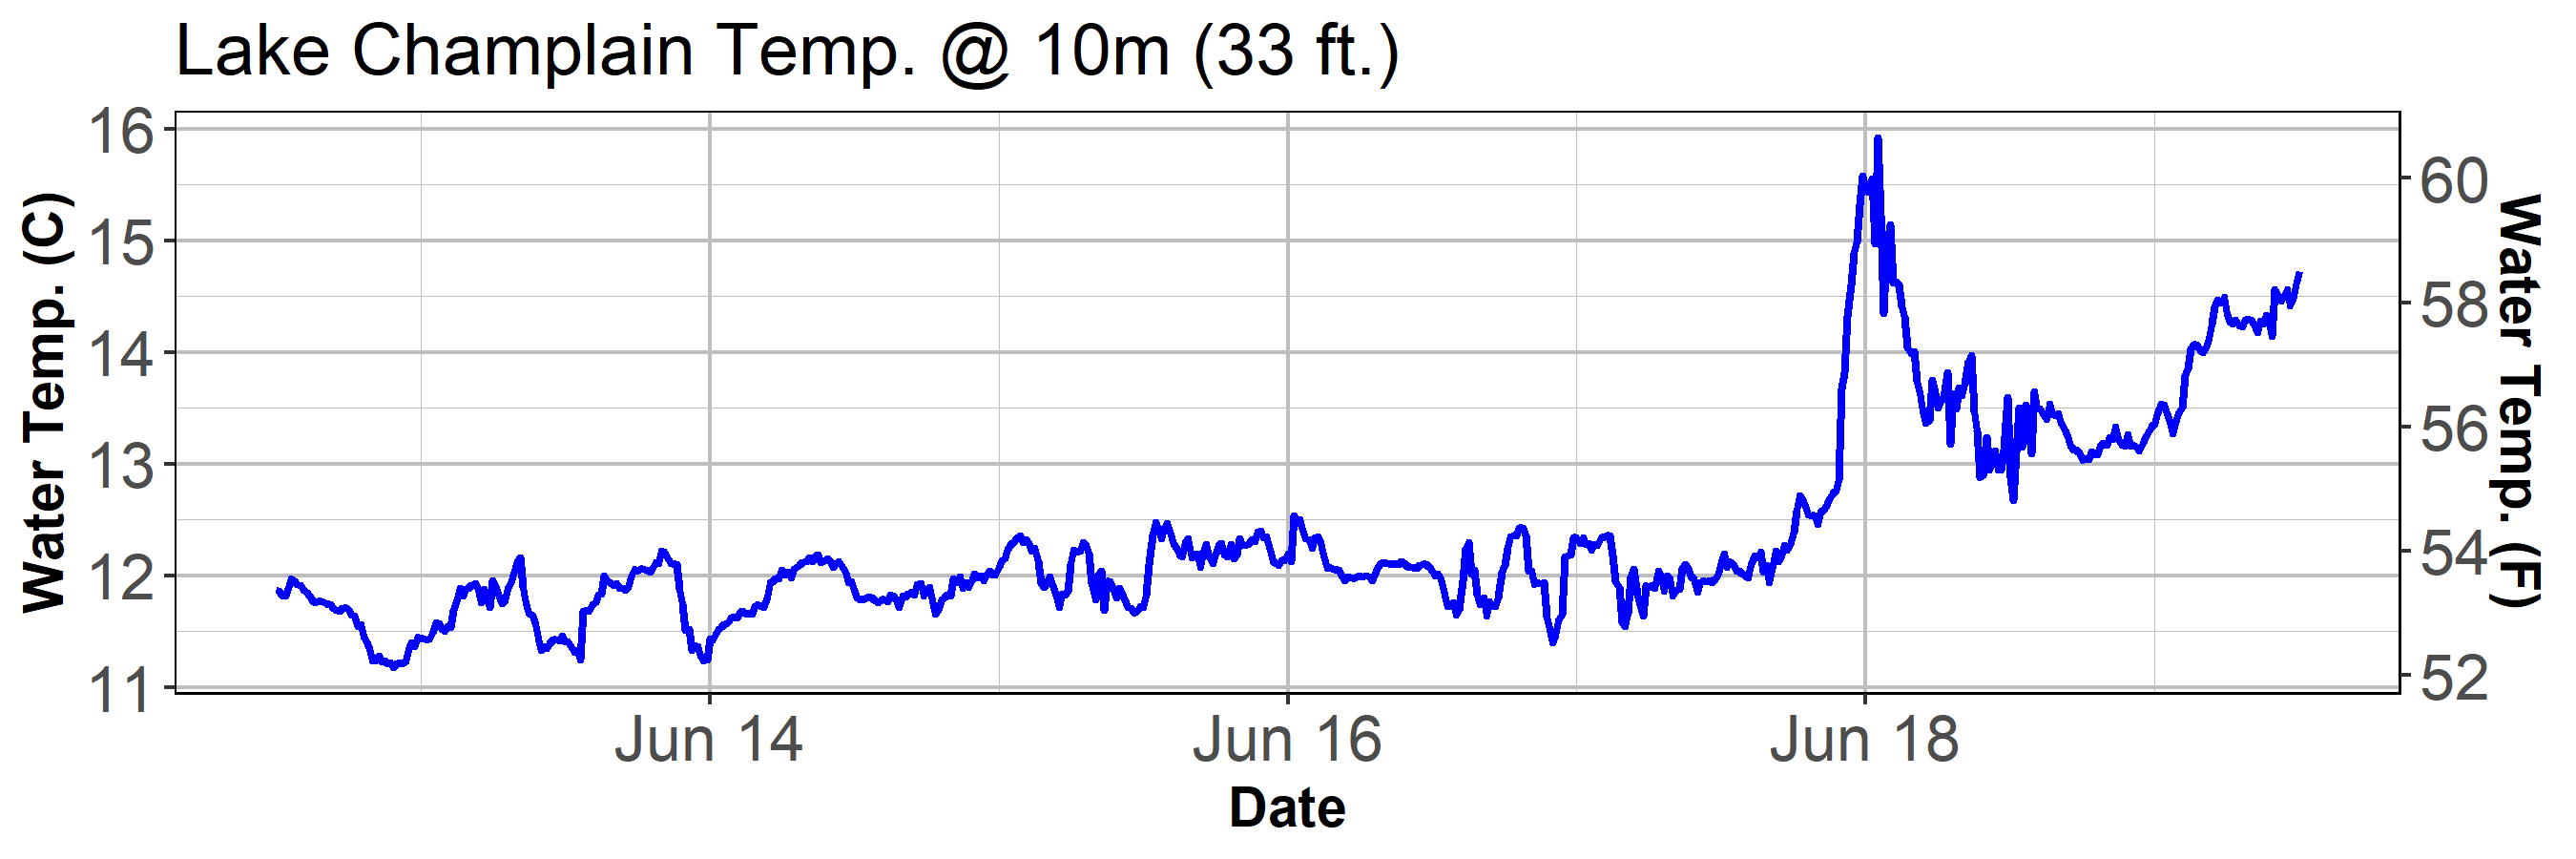 Lake Champlain Temp. @ 10m (33 ft.)
Water Temp. (C)
16
15
14
13
12
11
60
58
56
54
52
Water Temp. (F)
Jun 14
Jun 16
Jun 18
Date